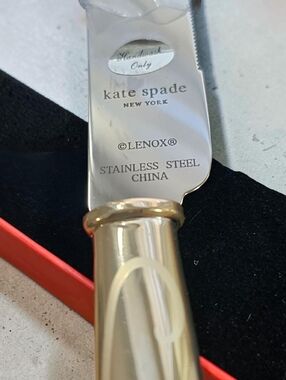 Handwash
Only
kate spade
NEW YORK
©LENOX®
STAINLESS STEEL
CHINA